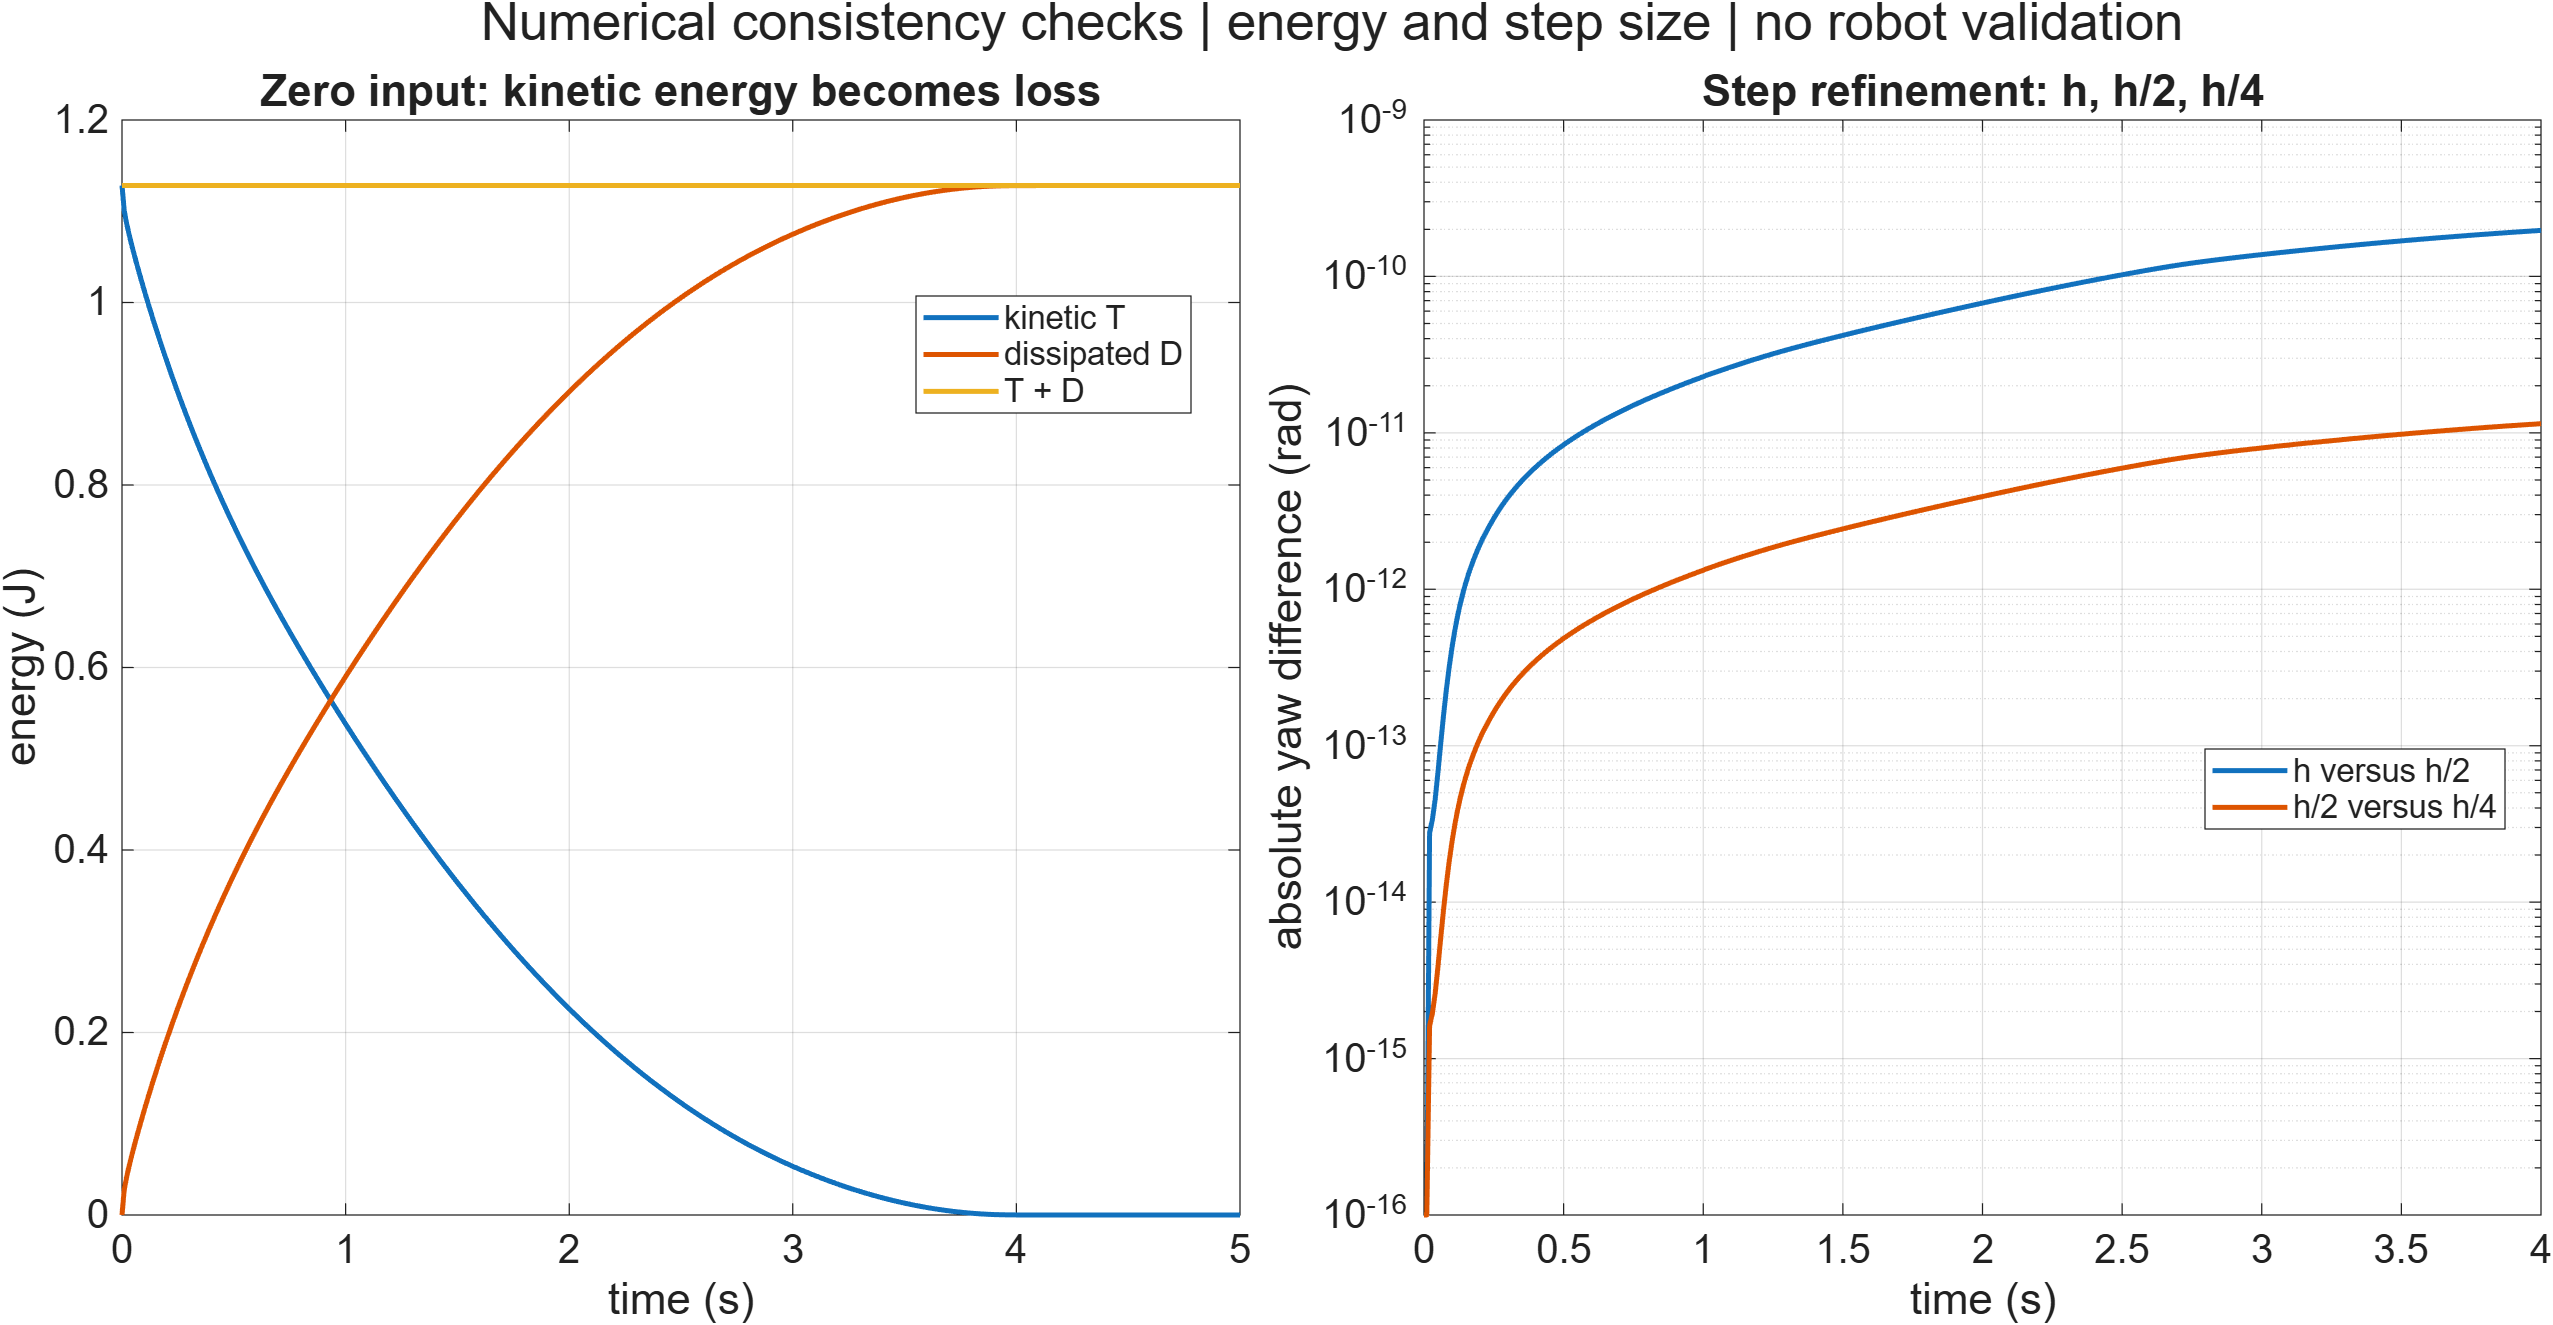 Numerical consistency checks | energy and step size | no robot validation
Zero input: kinetic energy becomes loss
energy (J)
1.2
1
0.8
0.6
0.4
0.2
0
0 1 2 3 4 5
time (s)
kinetic T
dissipated D
T + D
Step refinement: h, h/2, h/4
absolute yaw difference (rad)
10^-9
10^-10
10^-11
10^-12
10^-13
10^-14
10^-15
10^-16
0 0.5 1 1.5 2 2.5 3 3.5 4
time (s)
h versus h/2
h/2 versus h/4